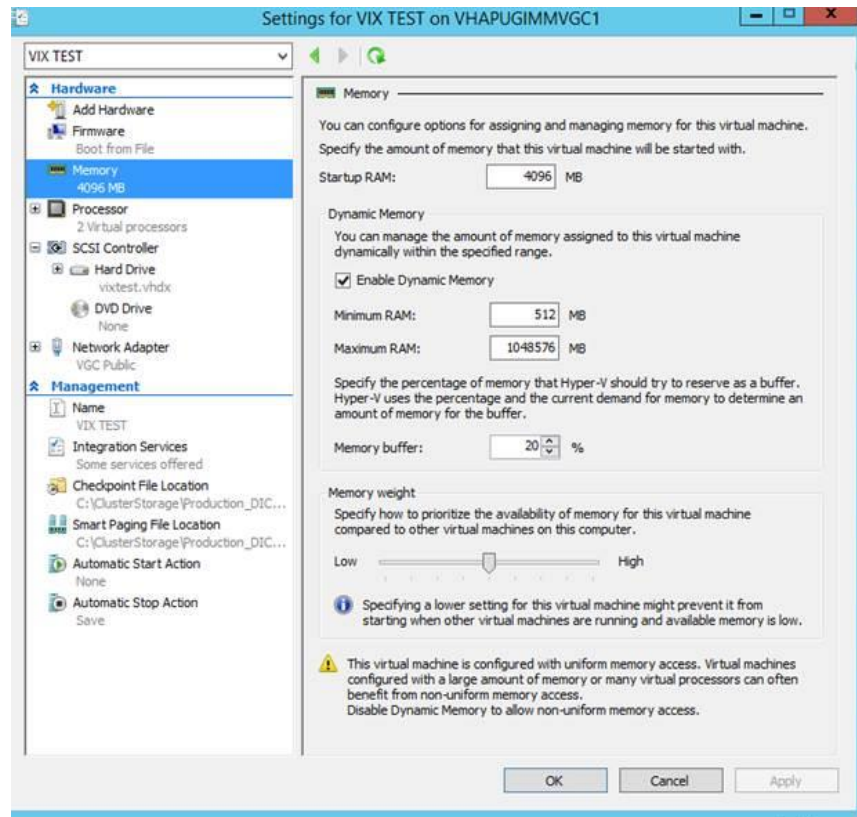 Settings for VIX TEST on VHAPUGIMMVGC1
VIX TEST
Hardware
Add Hardware
Firmware
Boot from File
Memory
4096 MB
Processor
2 Virtual processors
SCSI Controller
Hard Drive
vixtest.vhdx
DVD Drive
None
Network Adapter
VGC Public
Management
Name
VIX TEST
Integration Services
Some services offered
Checkpoint File Location
C:\ClusterStorage\Production_DIC...
Smart Paging File Location
C:\ClusterStorage\Production_DIC...
Automatic Start Action
None
Automatic Stop Action
Save
Memory
You can configure options for assigning and managing memory for this virtual machine.
Specify the amount of memory that this virtual machine will be started with.
Startup RAM: 4096 MB
Dynamic Memory
You can manage the amount of memory assigned to this virtual machine
dynamically within the specified range.
Enable Dynamic Memory
Minimum RAM: 512 MB
Maximum RAM: 1048576 MB
Specify the percentage of memory that Hyper-V should try to reserve as a buffer.
Hyper-V uses the percentage and the current demand for memory to determine an
amount of memory for the buffer.
Memory buffer: 20 %
Memory weight
Specify how to prioritize the availability of memory for this virtual machine
compared to other virtual machines on this computer.
Low High
Specifying a lower setting for this virtual machine might prevent it from
starting when other virtual machines are running and available memory is low.
This virtual machine is configured with uniform memory access. Virtual machines
configured with a large amount of memory or many virtual processors can often
benefit from non-uniform memory access.
Disable Dynamic Memory to allow non-uniform memory access.
OK Cancel Apply